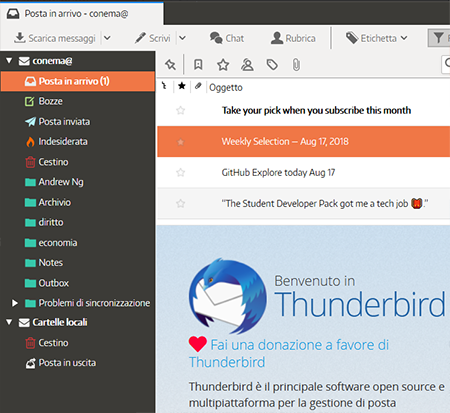 Posta in arrivo - conema@
Scarica messaggi
Scrivi
Chat
Rubrica
Etichetta
conema@
Posta in arrivo (1)
Bozze
Posta inviata
Indesiderata
Cestino
Andrew Ng
Archivio
diritto
economia
Notes
Outbox
Problemi di sincronizzazione
Cartelle locali
Cestino
Posta in uscita
Oggetto
Take your pick when you subscribe this month
Weekly Selection — Aug 17, 2018
GitHub Explore today Aug 17
"The Student Developer Pack got me a tech job 🎒."
Benvenuto in
Thunderbird
Fai una donazione a favore di
Thunderbird
Thunderbird è il principale software open source e
multipiattaforma per la gestione di posta